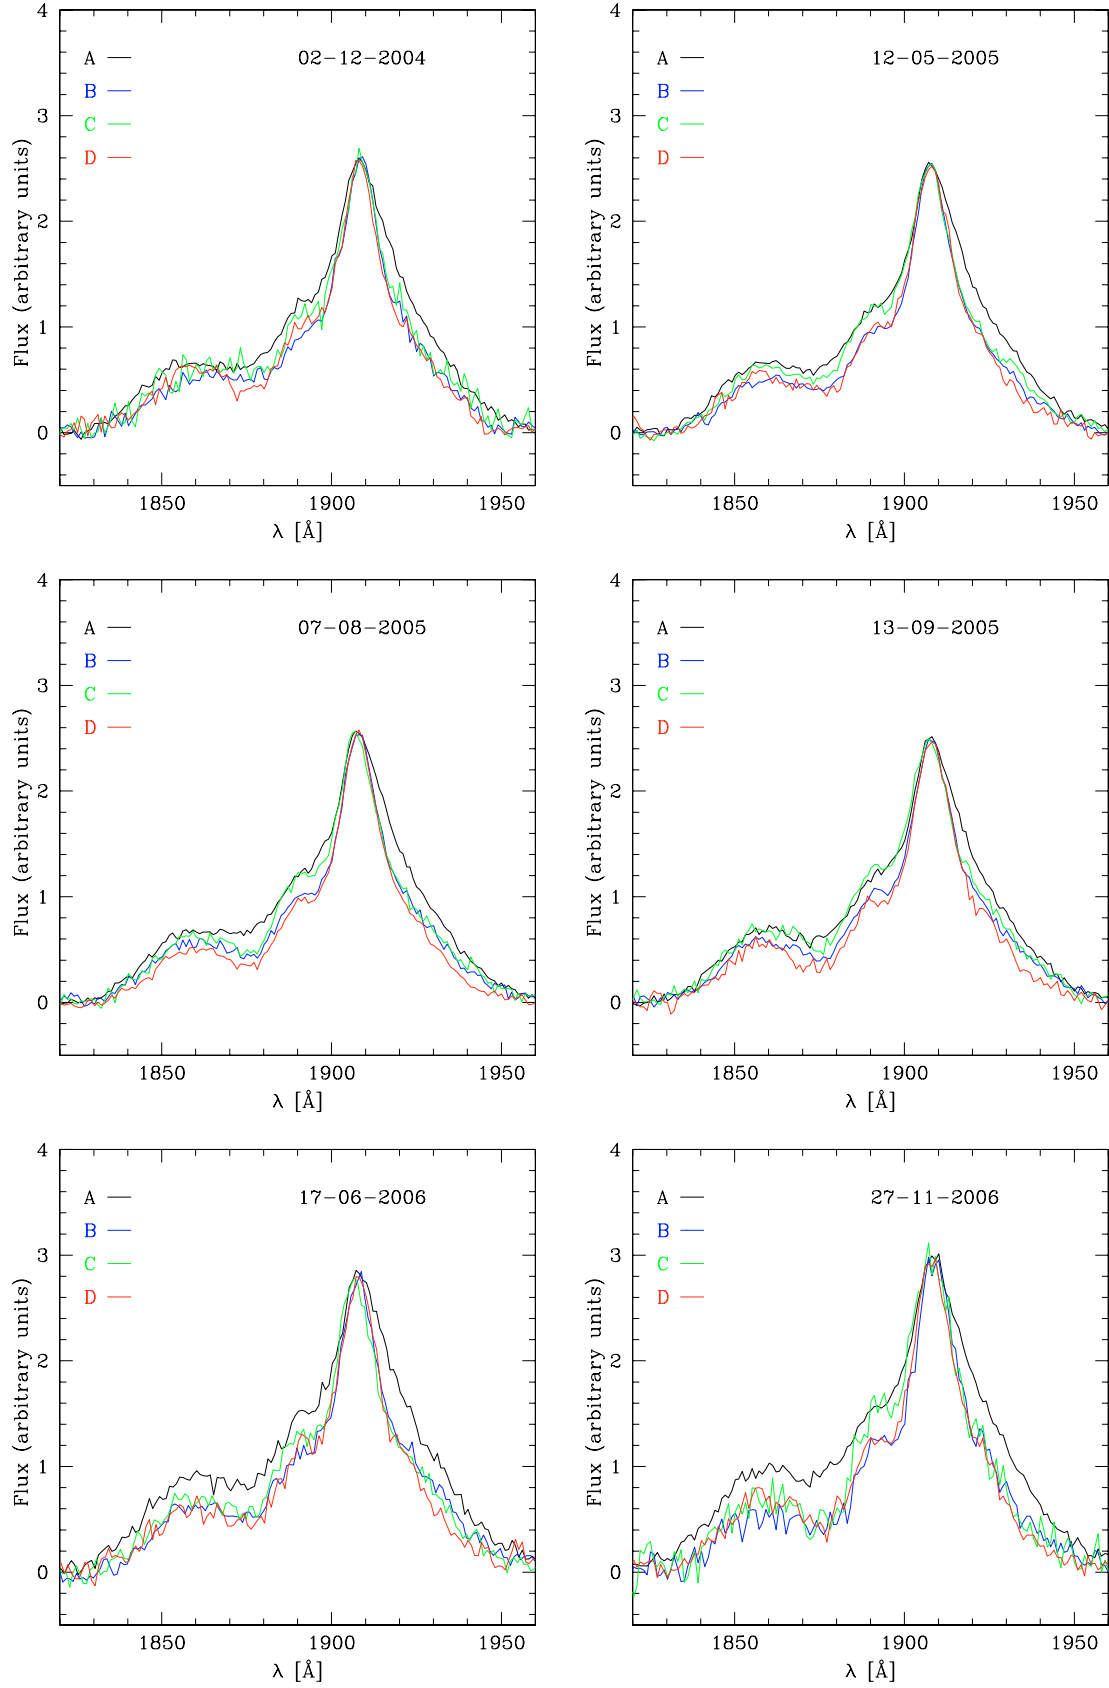 4
3
2
1
0
Flux (arbitrary units)
A
B
C
D
02-12-2004
1850
1900
1950
λ [Å]
4
3
2
1
0
Flux (arbitrary units)
A
B
C
D
12-05-2005
1850
1900
1950
λ [Å]
4
3
2
1
0
Flux (arbitrary units)
A
B
C
D
07-08-2005
1850
1900
1950
λ [Å]
4
3
2
1
0
Flux (arbitrary units)
A
B
C
D
13-09-2005
1850
1900
1950
λ [Å]
4
3
2
1
0
Flux (arbitrary units)
A
B
C
D
17-06-2006
1850
1900
1950
λ [Å]
4
3
2
1
0
Flux (arbitrary units)
A
B
C
D
27-11-2006
1850
1900
1950
λ [Å]